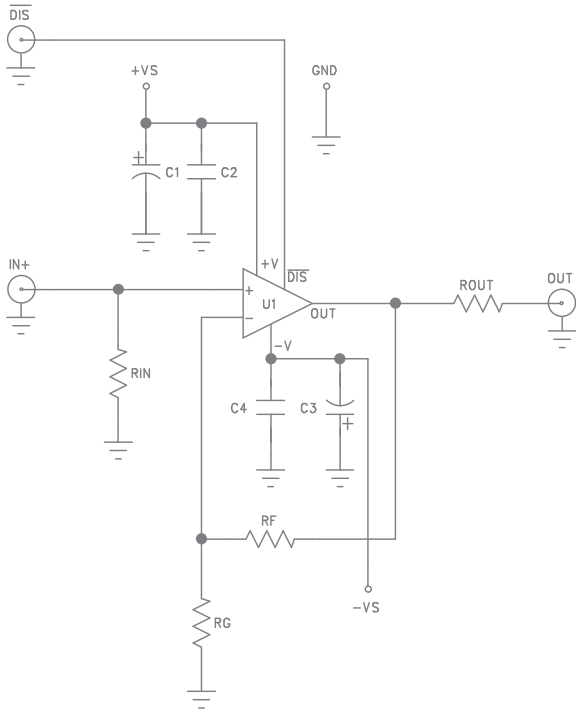 DIS
+VS
GND
+
C1
C2
IN+
+V
DIS
+
U1
OUT
−
−V
ROUT
OUT
RIN
C4
C3
+
RF
−VS
RG